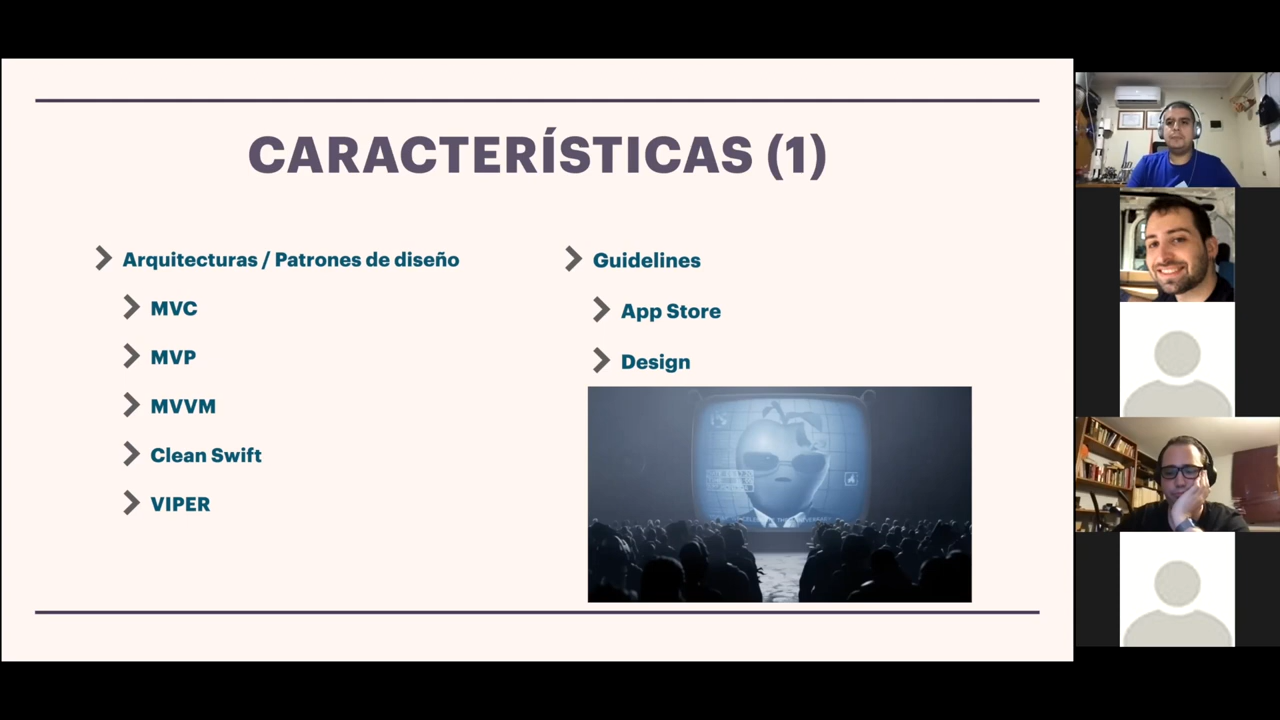 CARACTERÍSTICAS (1)
Arquitecturas / Patrones de diseño
MVC
MVP
MVVM
Clean Swift
VIPER
Guidelines
App Store
Design